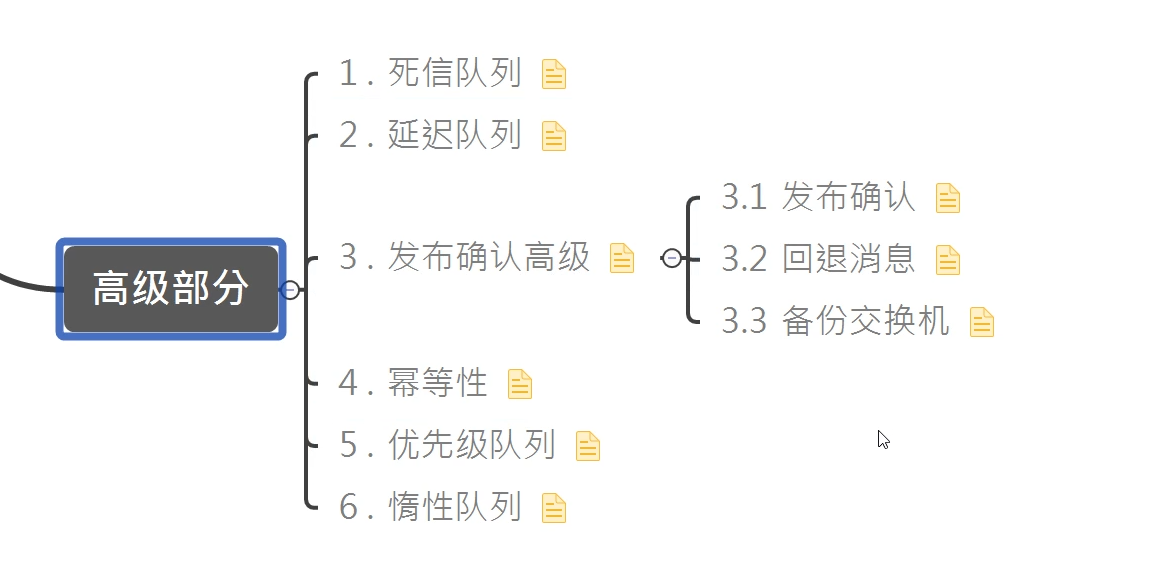 高级部分
1. 死信队列
2. 延迟队列
3. 发布确认高级
3.1 发布确认
3.2 回退消息
3.3 备份交换机
4. 幂等性
5. 优先级队列
6. 惰性队列